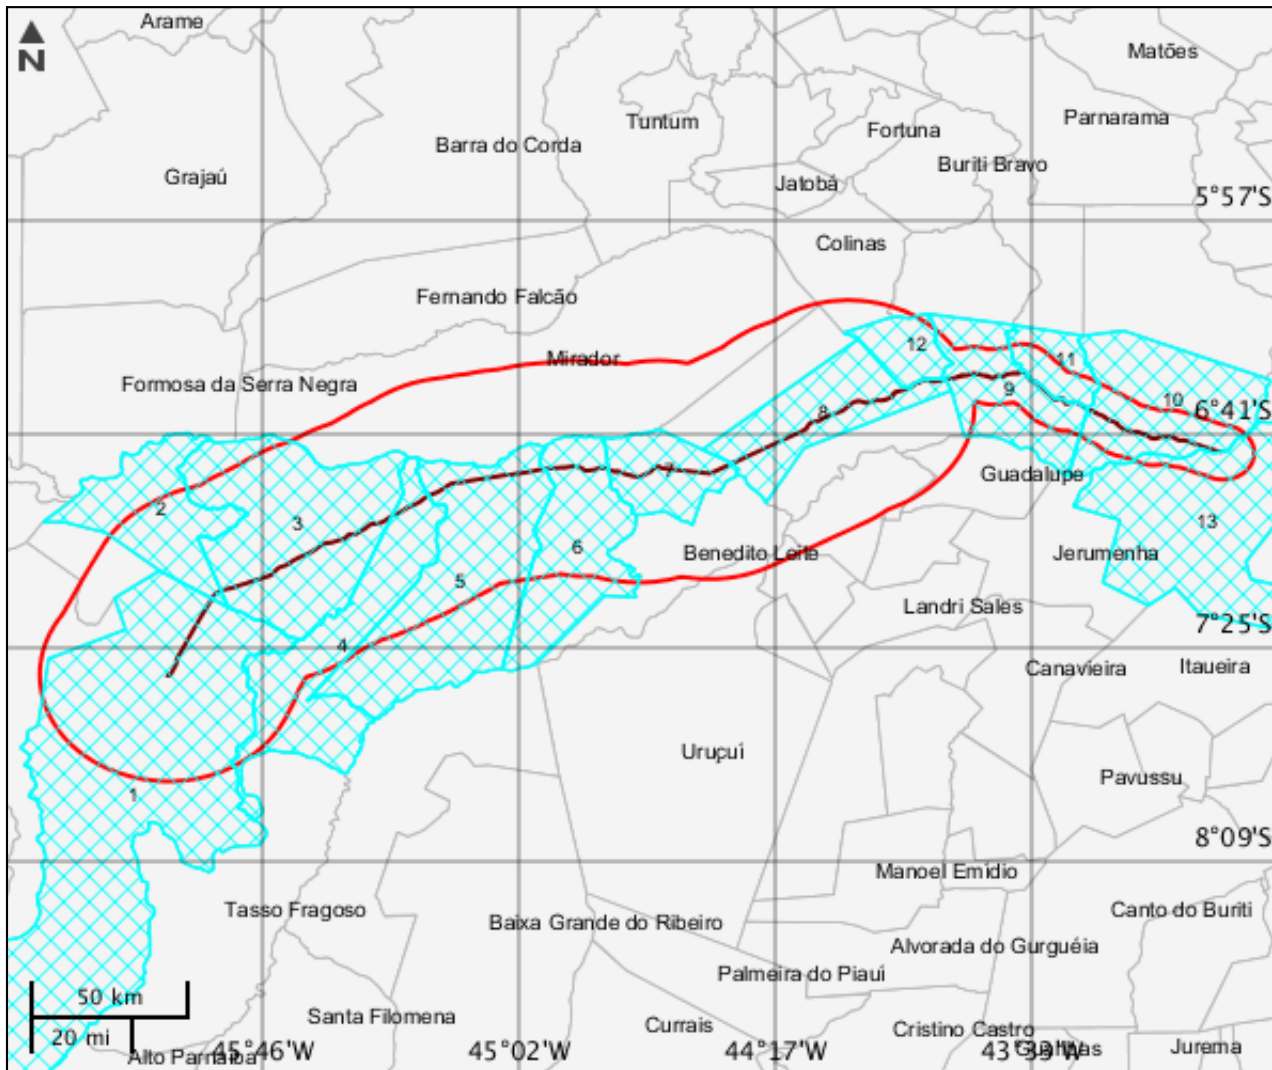 Arame
N
Matões
Tuntum
Parnarama
Fortuna
Barra do Corda
Buriti Bravo
Grajaú
Jatobá
5°57'S
Colinas
Fernando Falcão
12
Mirador
11
Formosa da Serra Negra
9
10
8
6°41'S
7
Guadalupe
2
3
13
6
Benedito Leite
Jerumenha
5
Landri Sales
7°25'S
4
Canavieira
Itaueira
Uruçuí
Pavussu
1
8°09'S
Manoel Emídio
Tasso Fragoso
Baixa Grande do Ribeiro
Canto do Buriti
Alvorada do Gurguéia
Palmeira do Piauí
50 km
Santa Filomena
Currais
Cristino Castro
20 mi
Alto Parnaíba
45°46'W
45°02'W
44°17'W
Jurema